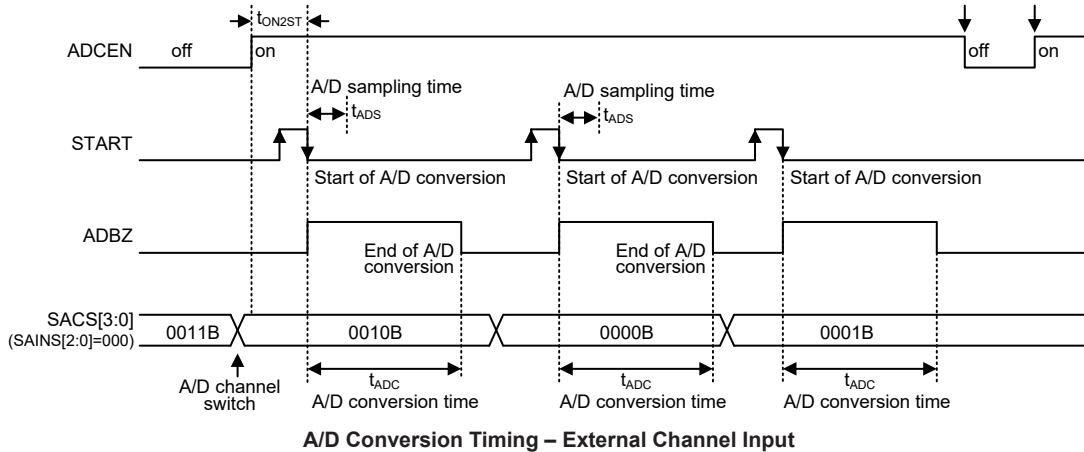 tON2ST
ADCEN off on off on
A/D sampling time A/D sampling time
tADS tADS
START
Start of A/D conversion Start of A/D conversion Start of A/D conversion
ADBZ
End of A/D conversion End of A/D conversion
SACS[3:0]
(SAINS[2:0]=000)
0011B 0010B 0000B 0001B
A/D channel
switch
tADC tADC tADC
A/D conversion time A/D conversion time A/D conversion time
A/D Conversion Timing – External Channel Input